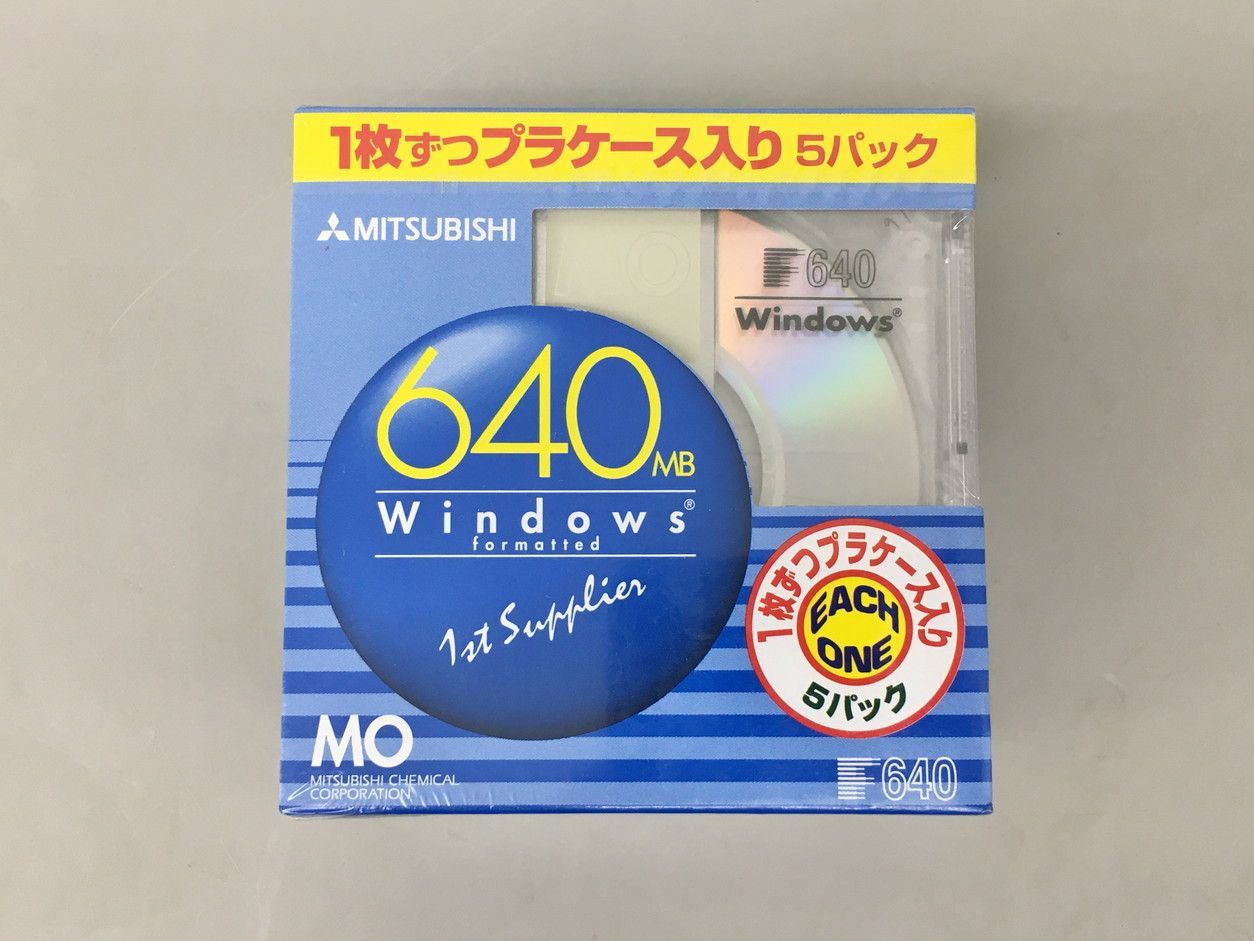 1枚ずつプラケース入り 5パック
MITSUBISHI
640
Windows®
640MB
Windows®
formatted
1st Supplier
1枚ずつプラケース入り
EACH
ONE
5パック
MO
MITSUBISHI CHEMICAL
CORPORATION
640